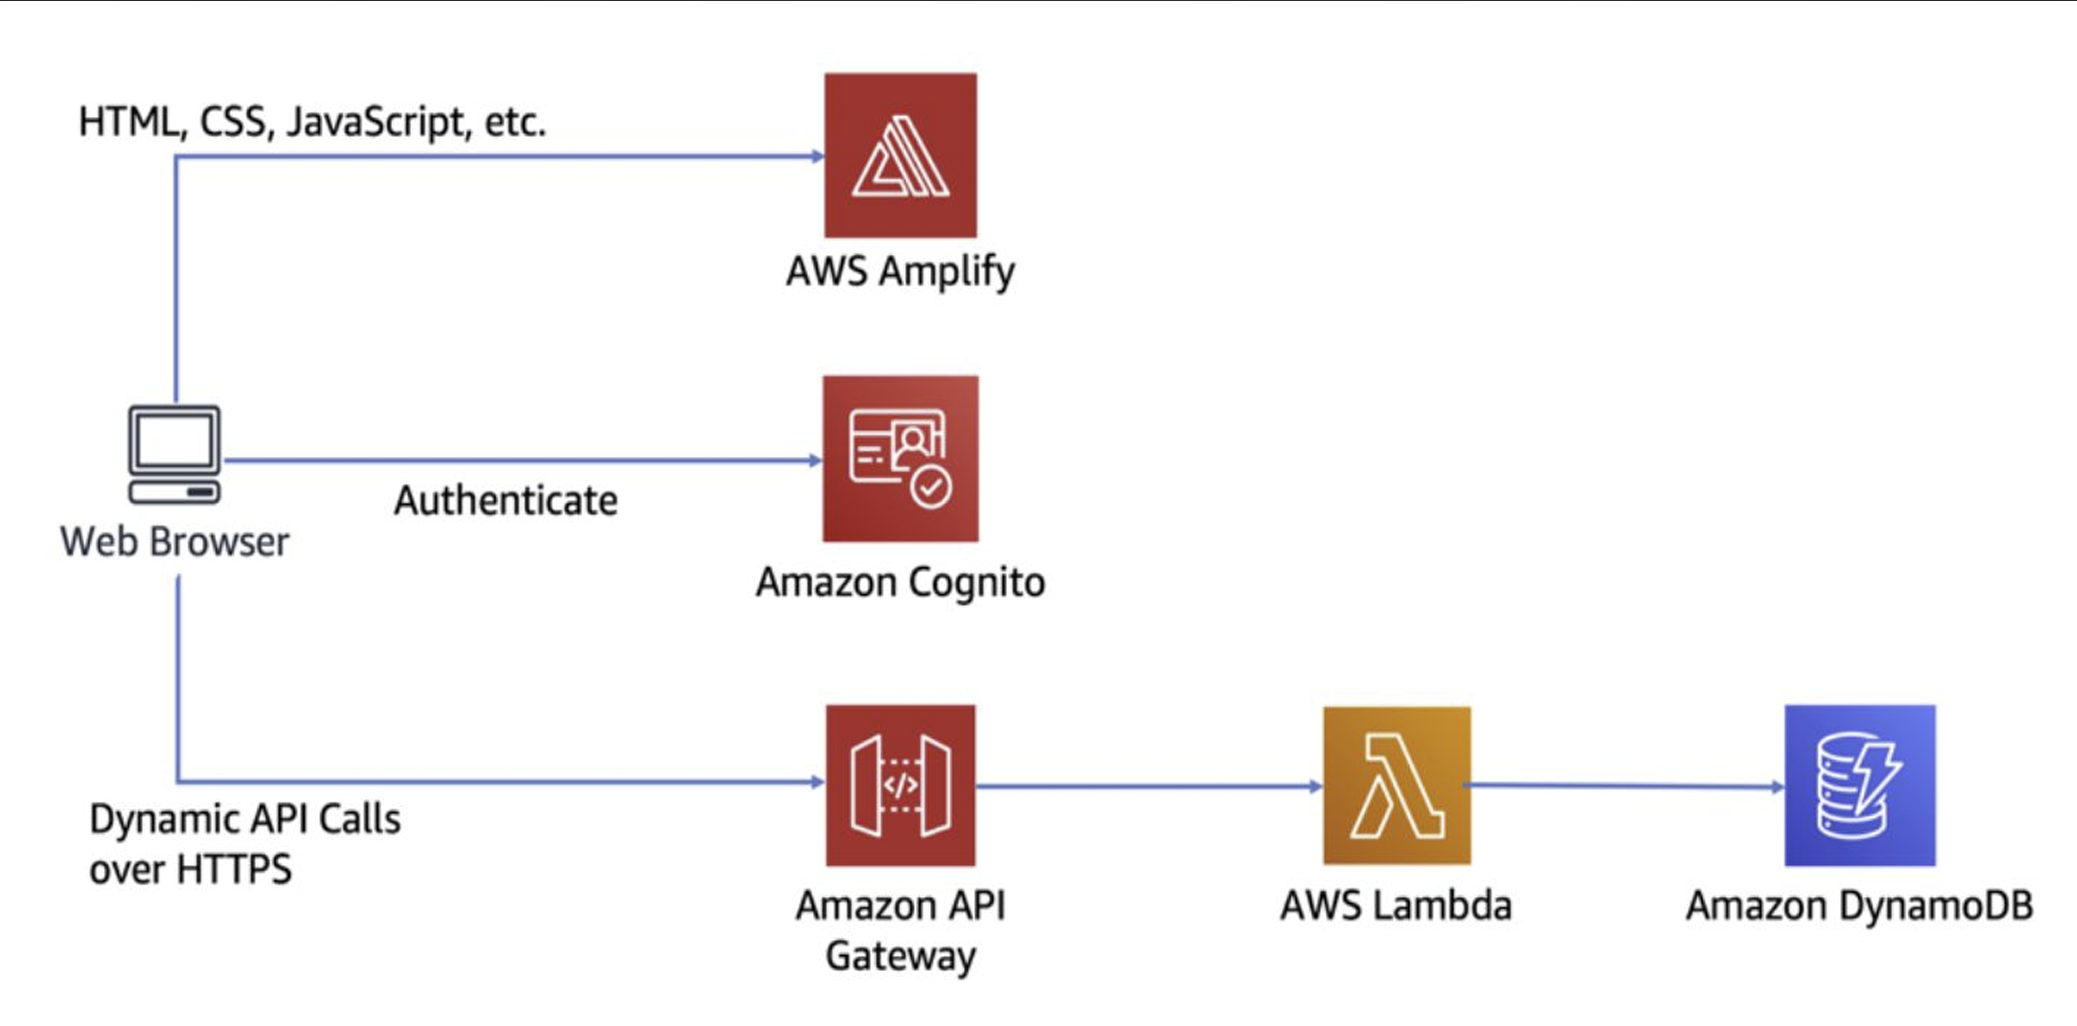 HTML, CSS, JavaScript, etc.
AWS Amplify
Web Browser
Authenticate
Amazon Cognito
Dynamic API Calls
over HTTPS
</>
Amazon API
Gateway
AWS Lambda
Amazon DynamoDB